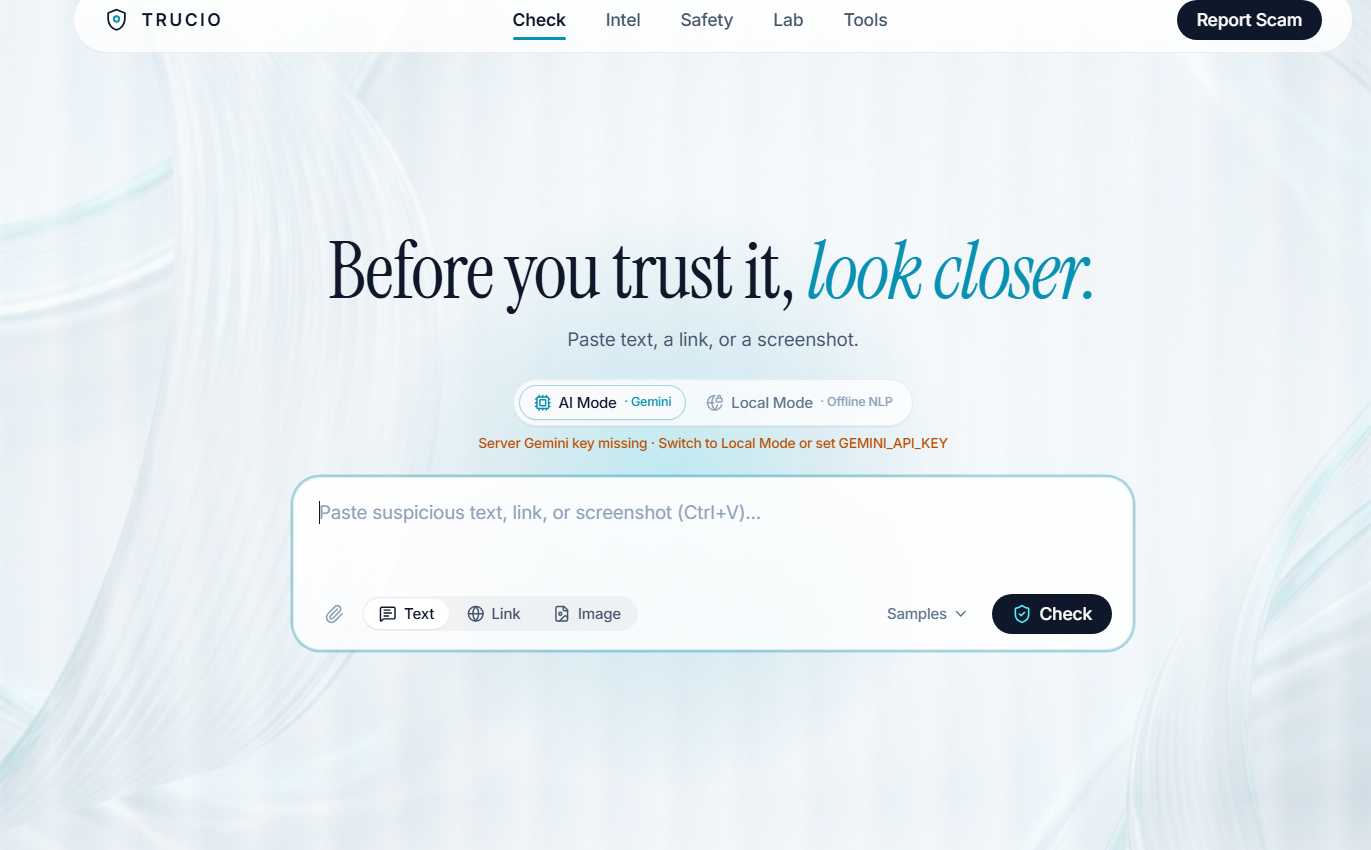 TRUCIO Check Intel Safety Lab Tools Report Scam
Before you trust it, look closer.
Paste text, a link, or a screenshot.
AI Mode · Gemini Local Mode · Offline NLP
Server Gemini key missing · Switch to Local Mode or set GEMINI_API_KEY
Paste suspicious text, link, or screenshot (Ctrl+V)...
Text Link Image Samples Check